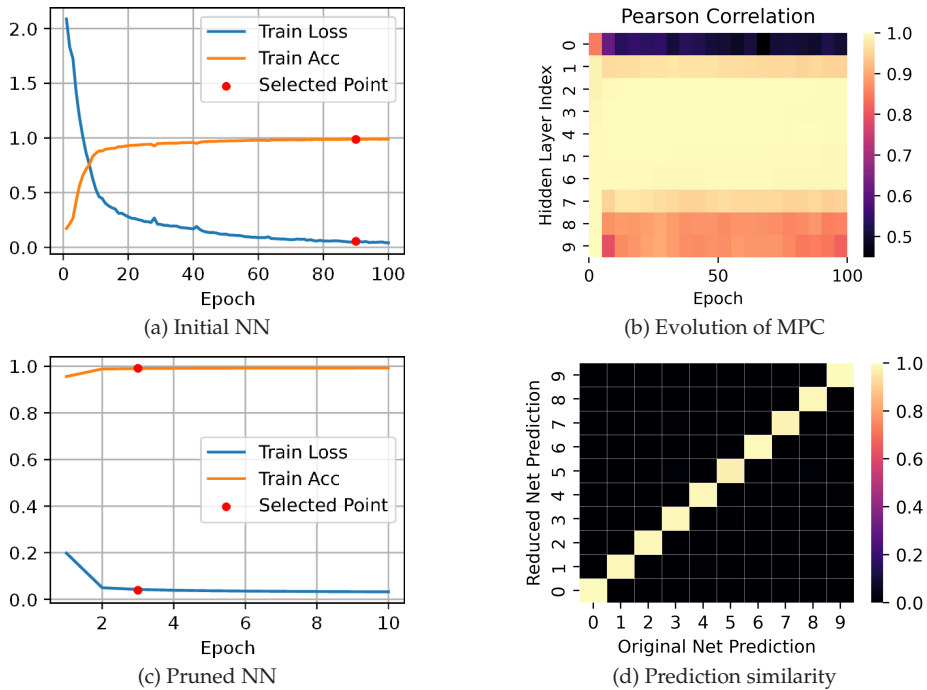 2.0
1.5
1.0
0.5
0.0
Train Loss
Train Acc
Selected Point
0 20 40 60 80 100
Epoch
(a) Initial NN
Pearson Correlation
Hidden Layer Index
0
1
2
3
4
5
6
7
8
9
0 50 100
Epoch
1.0
0.9
0.8
0.7
0.6
0.5
(b) Evolution of MPC
1.0
0.8
0.6
0.4
0.2
0.0
Train Loss
Train Acc
Selected Point
2 4 6 8 10
Epoch
(c) Pruned NN
Reduced Net Prediction
9
8
7
6
5
4
3
2
1
0
0 1 2 3 4 5 6 7 8 9
Original Net Prediction
1.0
0.8
0.6
0.4
0.2
0.0
(d) Prediction similarity